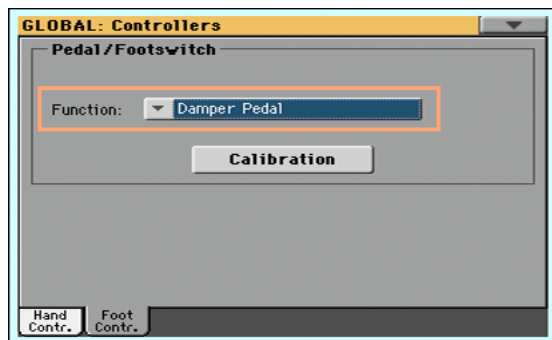 GLOBAL: Controllers
Pedal/Footswitch
Function: Damper Pedal
Calibration
Hand Contr.
Foot Contr.